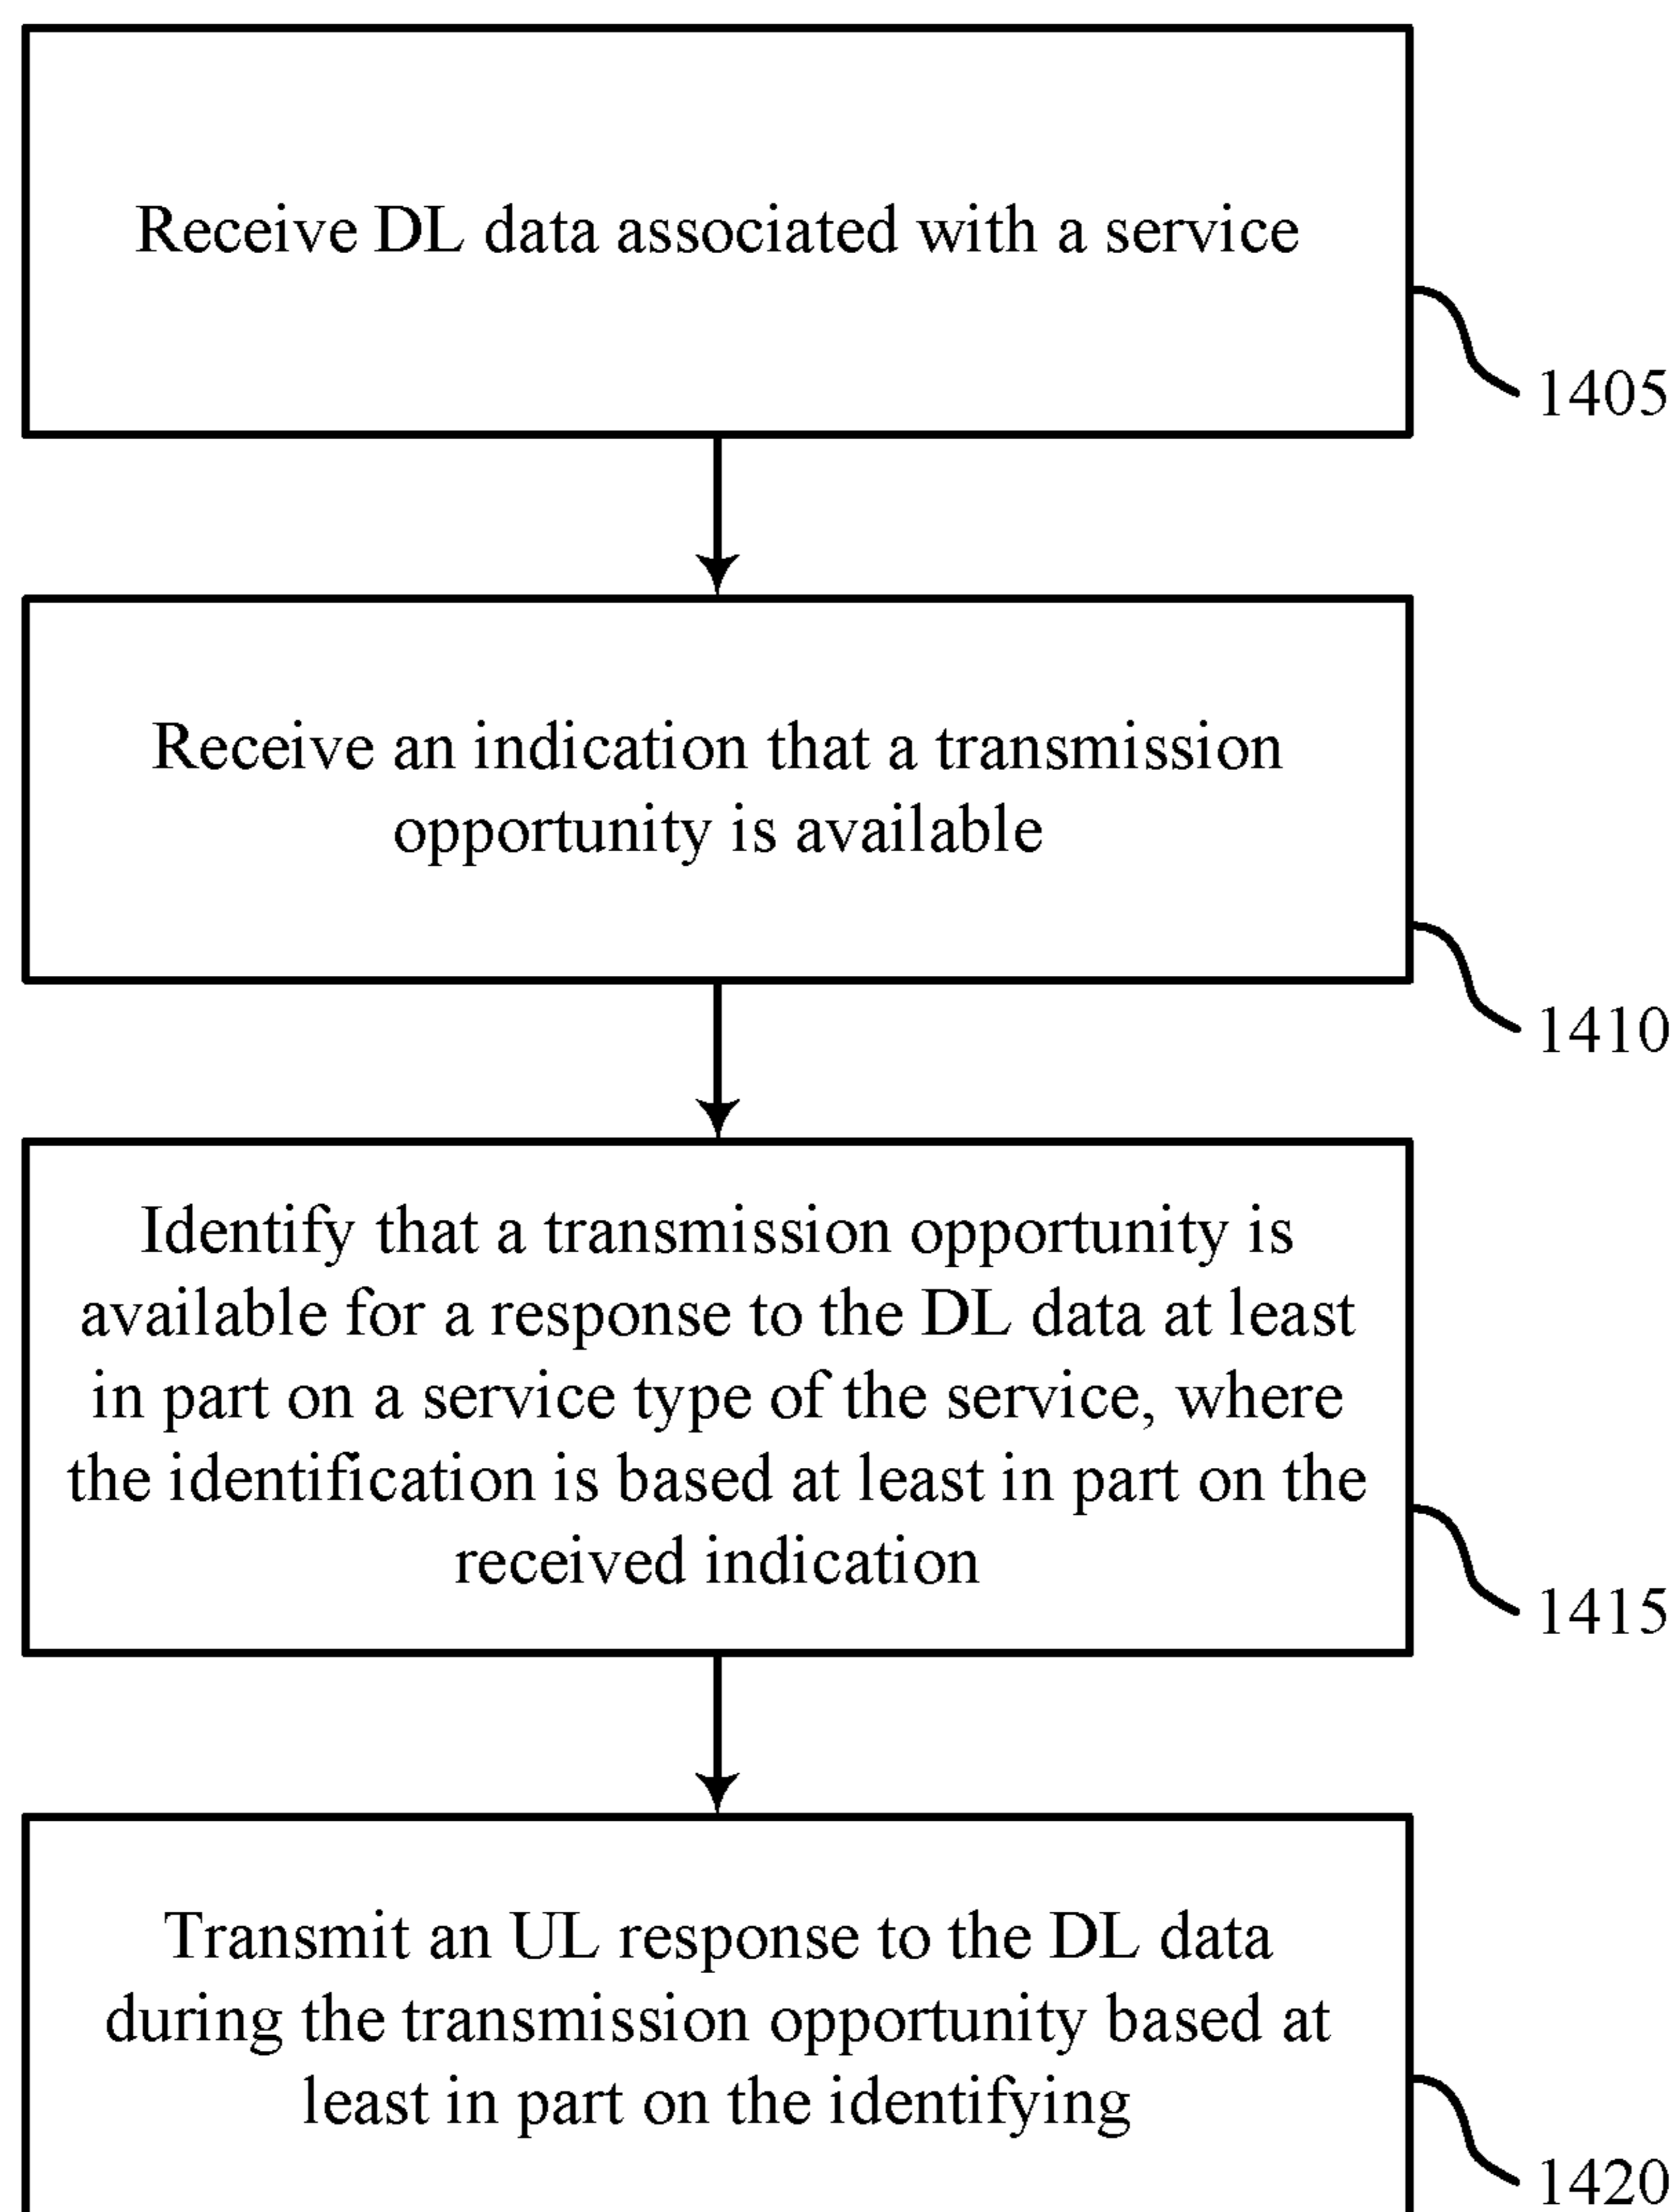 Receive DL data associated with a service
1405
Receive an indication that a transmission
opportunity is available
1410
Identify that a transmission opportunity is
available for a response to the DL data at least
in part on a service type of the service, where
the identification is based at least in part on the
received indication
1415
Transmit an UL response to the DL data
during the transmission opportunity based at
least in part on the identifying
1420